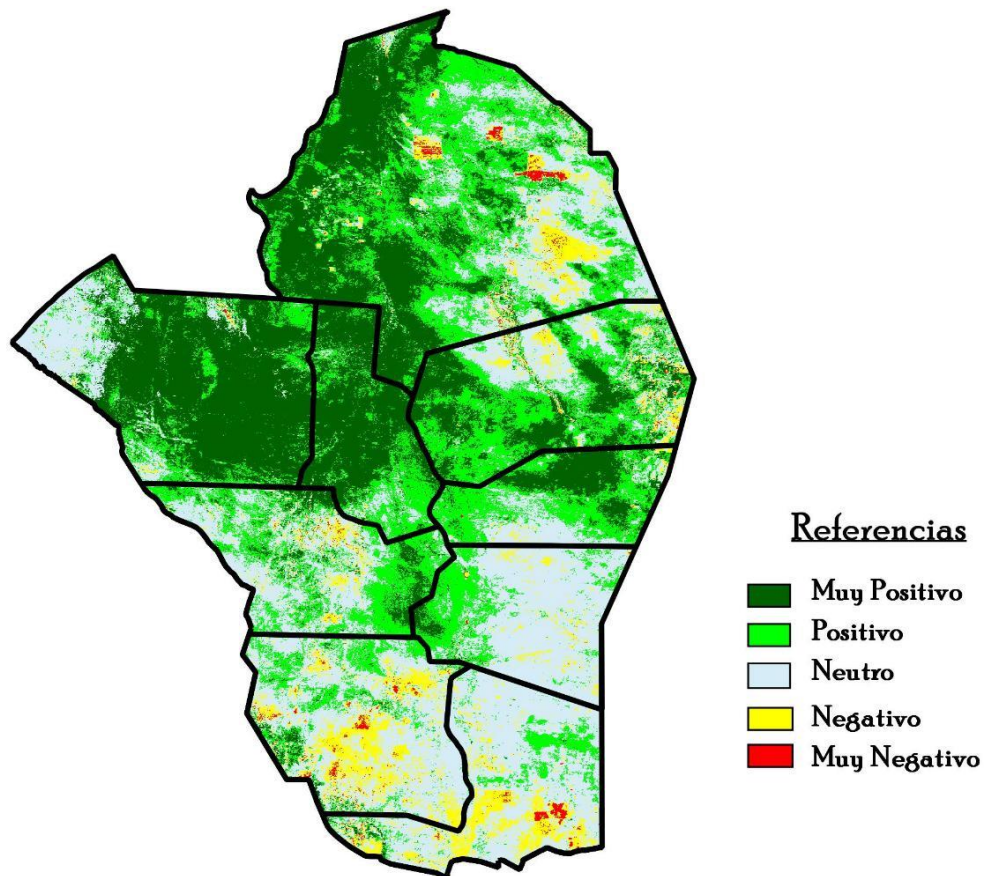 Referencias
Muy Positivo
Positivo
Neutro
Negativo
Muy Negativo